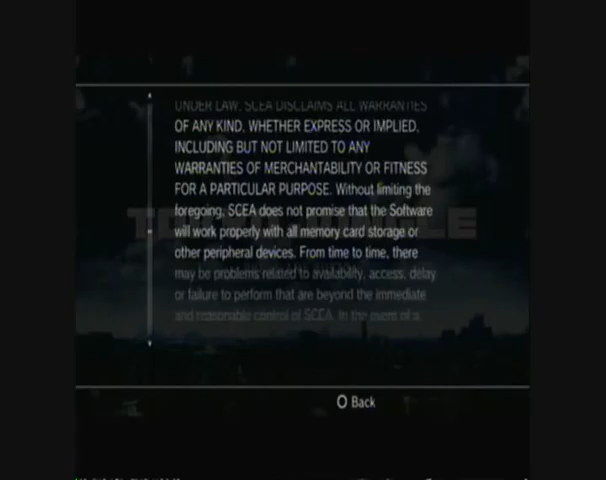 UNDER LAW, SCEA DISCLAIMS ALL WARRANTIES
OF ANY KIND, WHETHER EXPRESS OR IMPLIED,
INCLUDING BUT NOT LIMITED TO ANY
WARRANTIES OF MERCHANTABILITY OR FITNESS
FOR A PARTICULAR PURPOSE. Without limiting the
foregoing, SCEA does not promise that the Software
will work properly with all memory card storage or
other peripheral devices. From time to time, there
may be problems related to availability, access, delay
or failure to perform that are beyond the immediate
and reasonable control of SCEA. In the event of a
Back